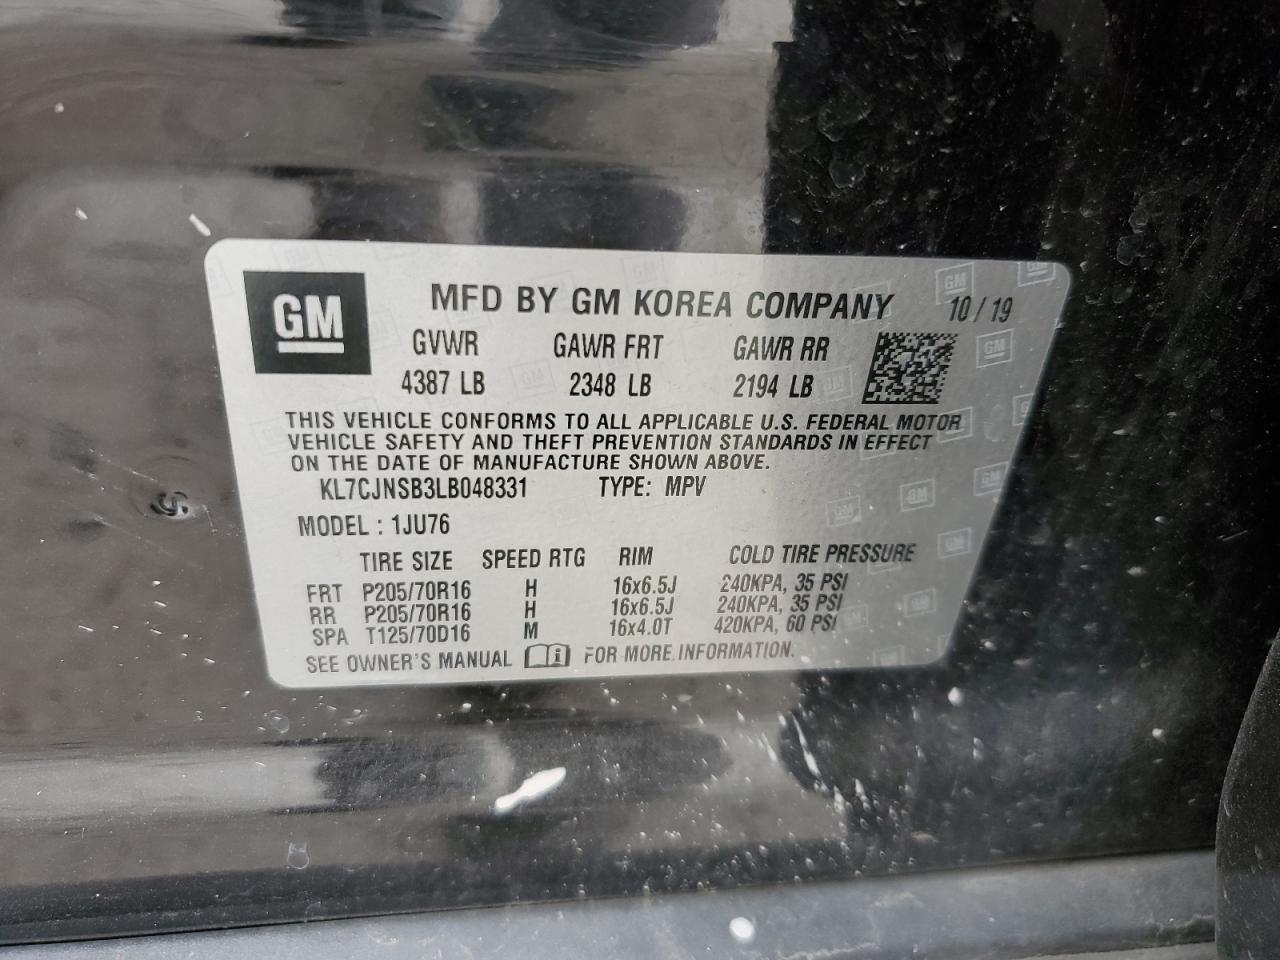 GM
MFD BY GM KOREA COMPANY 10/19
GVWR GAWR FRT GAWR RR
4387 LB 2348 LB 2194 LB
THIS VEHICLE CONFORMS TO ALL APPLICABLE U.S. FEDERAL MOTOR
VEHICLE SAFETY AND THEFT PREVENTION STANDARDS IN EFFECT
ON THE DATE OF MANUFACTURE SHOWN ABOVE.
KL7CJNSB3LB048331 TYPE: MPV
MODEL : 1JU76
TIRE SIZE SPEED RTG RIM COLD TIRE PRESSURE
FRT P205/70R16 H 16x6.5J 240KPA, 35 PSI
RR P205/70R16 H 16x6.5J 240KPA, 35 PSI
SPA T125/70D16 M 16x4.0T 420KPA, 60 PSI
SEE OWNER'S MANUAL i FOR MORE INFORMATION.